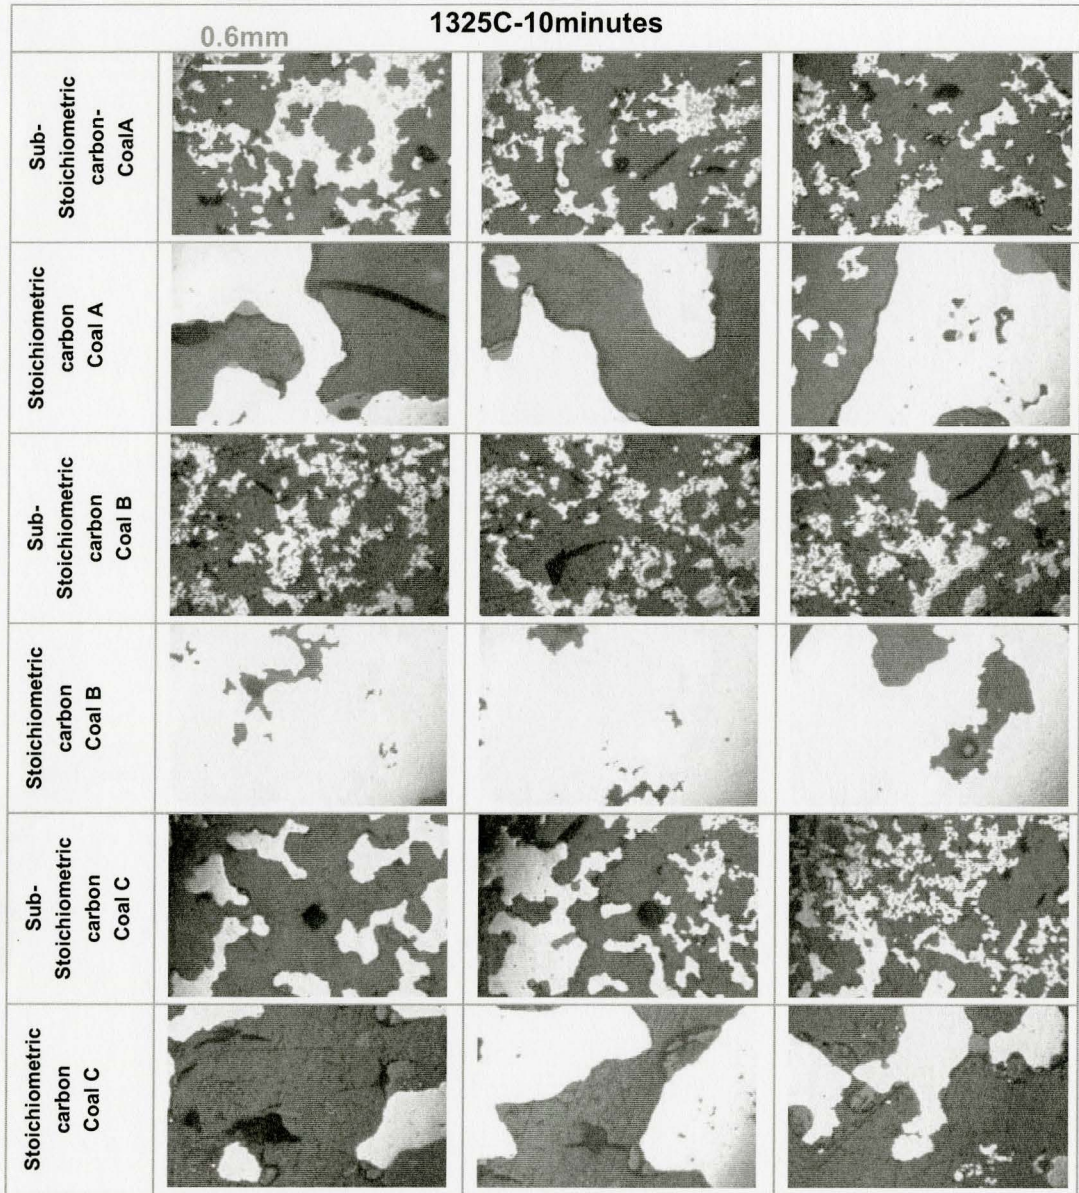 1325C-10minutes
0.6mm
Sub-
Stoichiometric
carbon-
CoalA
Stoichiometric
carbon
Coal A
Sub-
Stoichiometric
carbon
Coal B
Stoichiometric
carbon
Coal B
Sub-
Stoichiometric
carbon
Coal C
Stoichiometric
carbon
Coal C